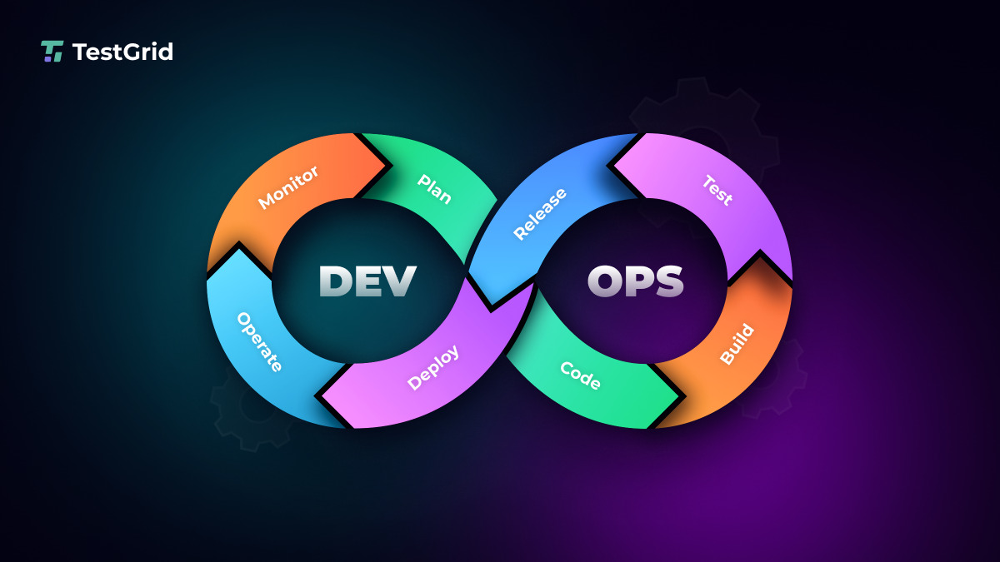 TestGrid
Monitor
Plan
Release
Test
DEV
OPS
Operate
Deploy
Code
Build